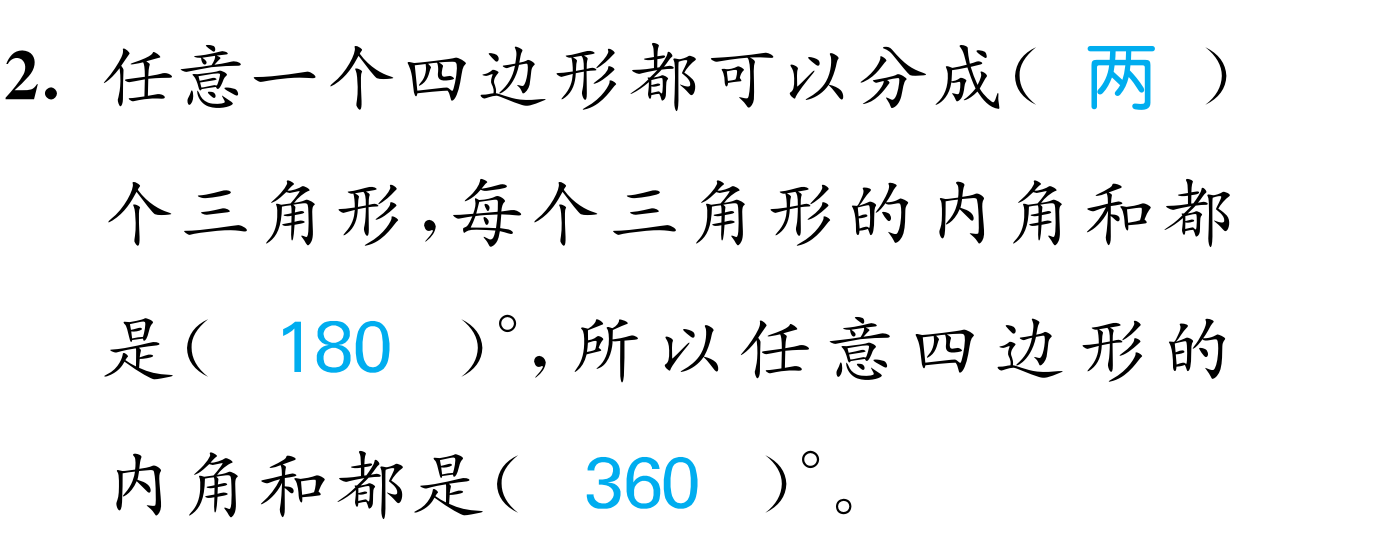 2. 任意一个四边形都可以分成( 两 )
个三角形,每个三角形的内角和都
是( 180 )°,所以任意四边形的
内角和都是( 360 )°。